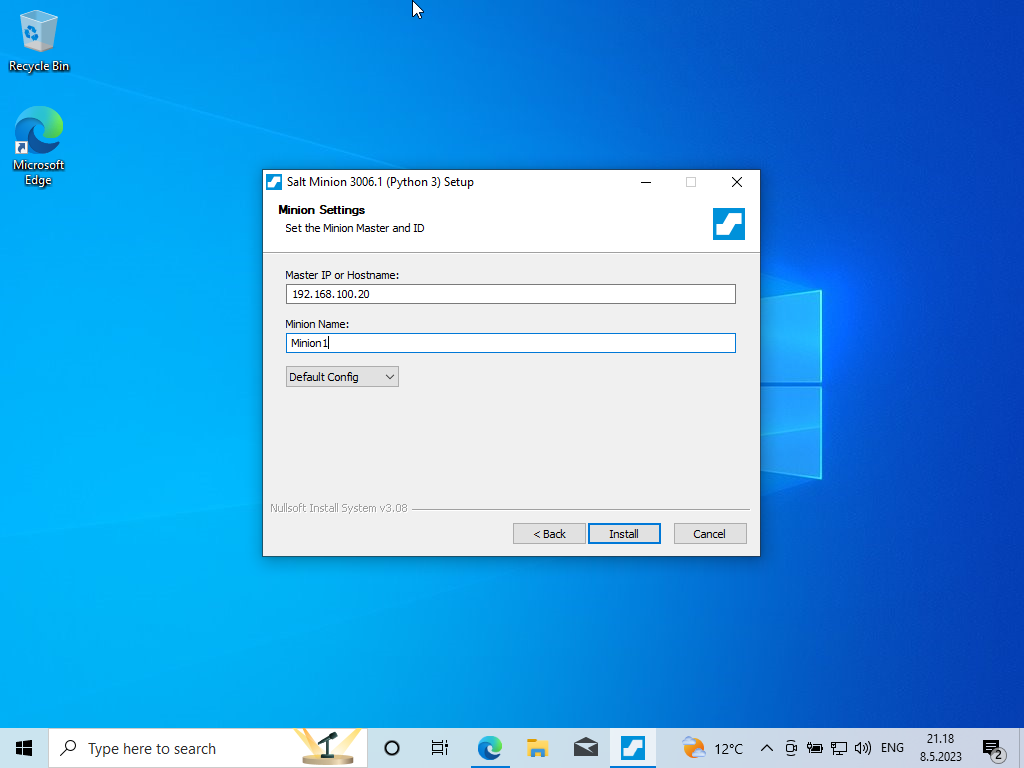 Recycle Bin
Microsoft
Edge
Salt Minion 3006.1 (Python 3) Setup
Minion Settings
Set the Minion Master and ID
Master IP or Hostname:
192.168.100.20
Minion Name:
Minion1
Default Config
Nullsoft Install System v3.08
< Back
Install
Cancel
Type here to search
12°C
ENG
21.18
8.5.2023
2